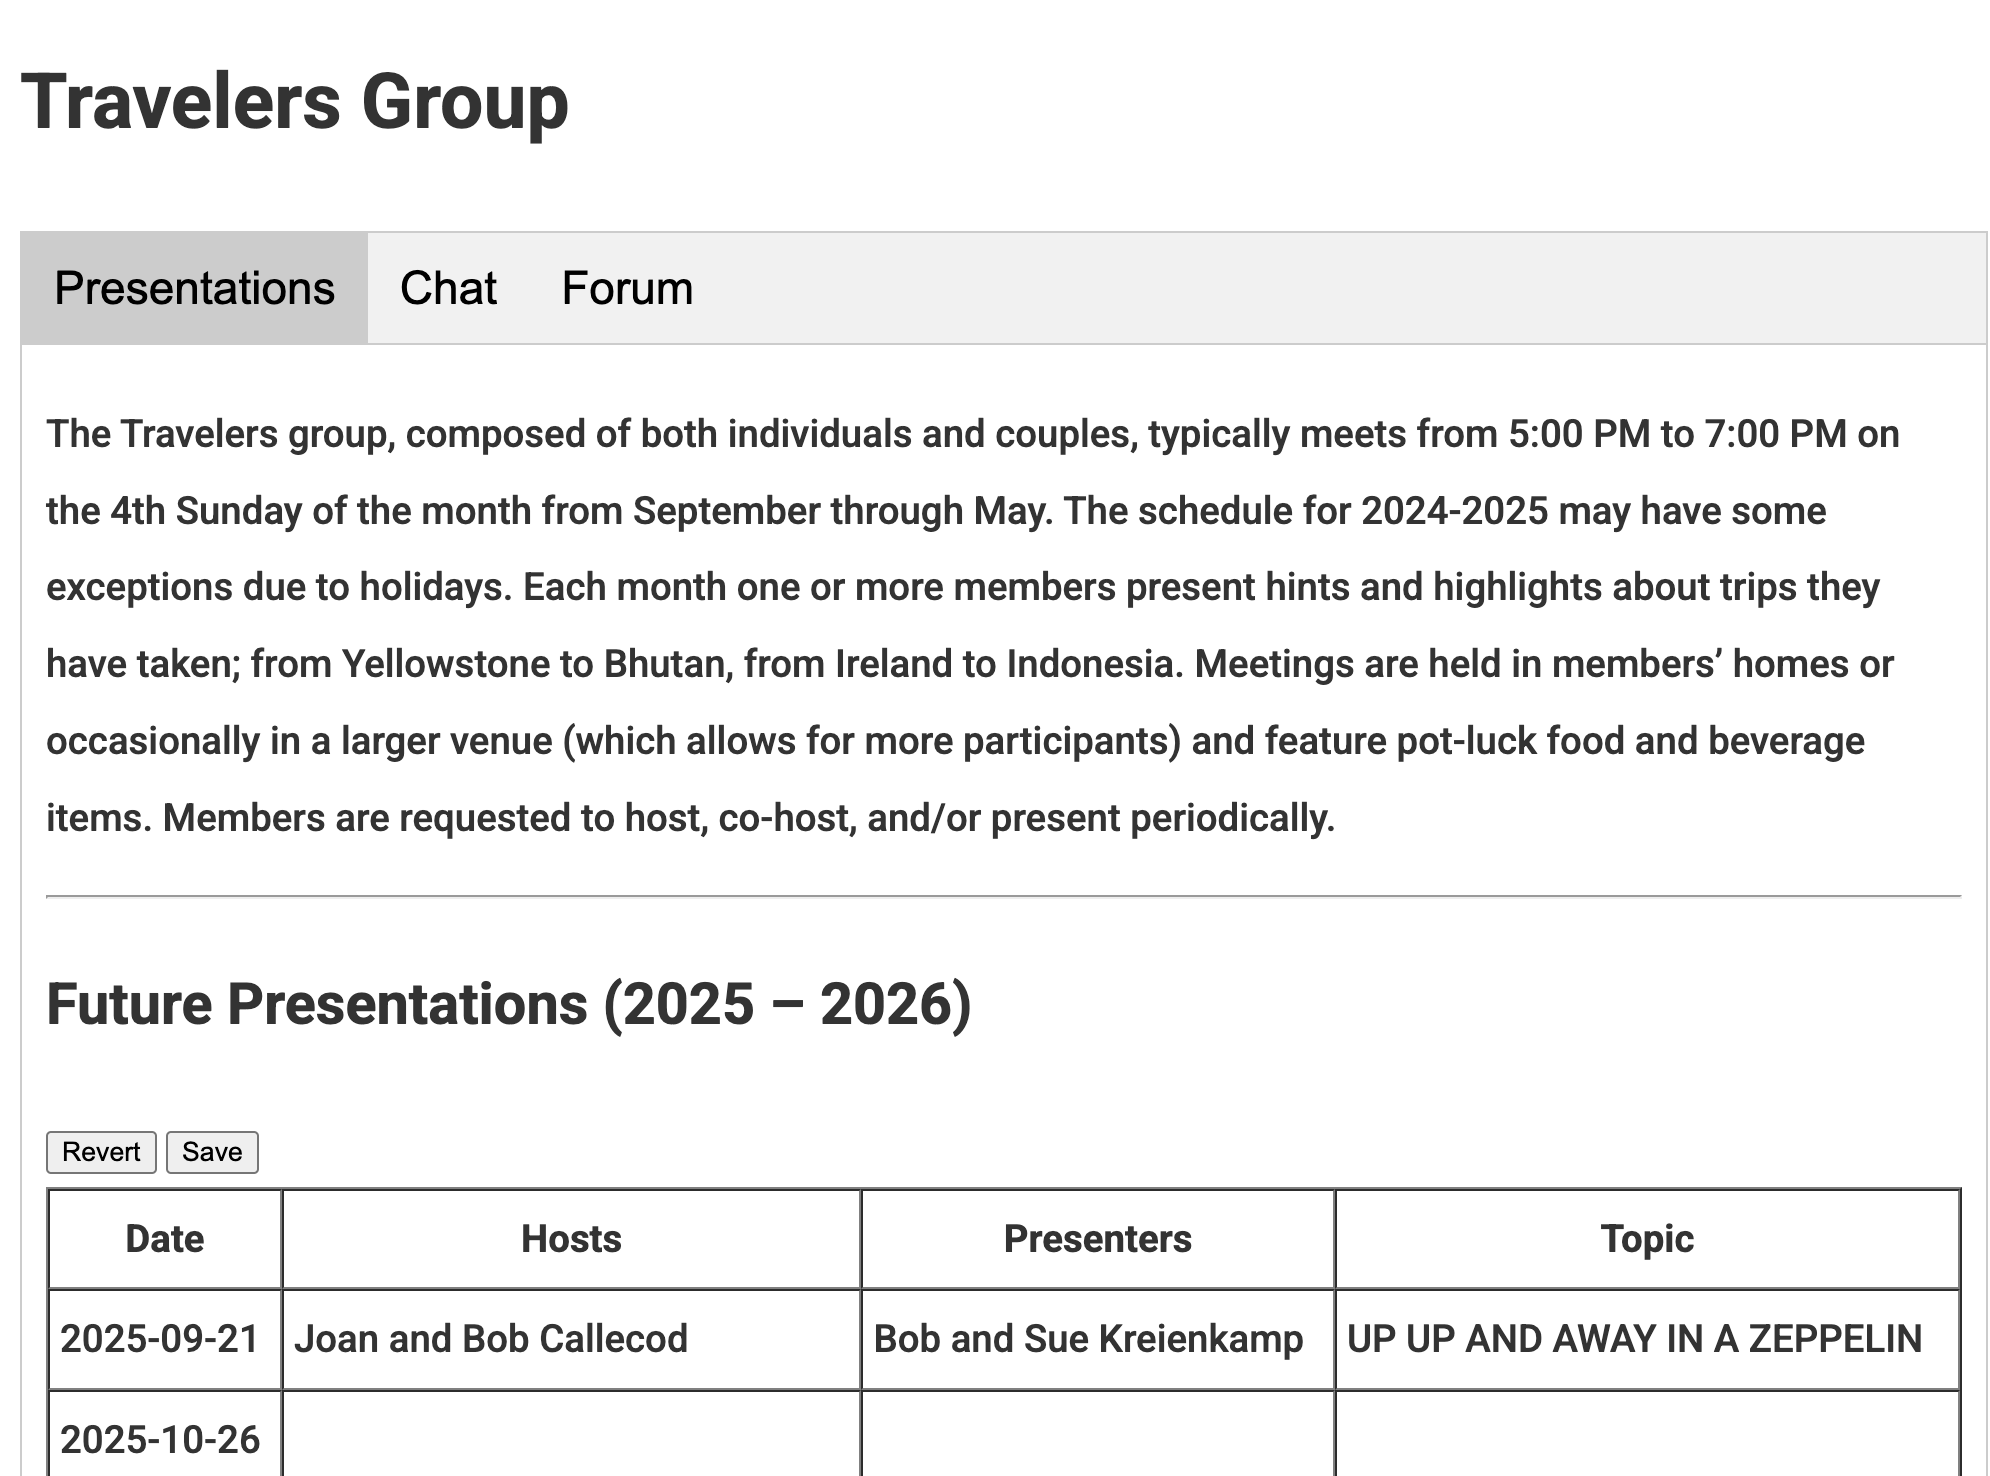 Travelers Group
Presentations Chat Forum
The Travelers group, composed of both individuals and couples, typically meets from 5:00 PM to 7:00 PM on
the 4th Sunday of the month from September through May. The schedule for 2024-2025 may have some
exceptions due to holidays. Each month one or more members present hints and highlights about trips they
have taken; from Yellowstone to Bhutan, from Ireland to Indonesia. Meetings are held in members’ homes or
occasionally in a larger venue (which allows for more participants) and feature pot-luck food and beverage
items. Members are requested to host, co-host, and/or present periodically.
Future Presentations (2025 – 2026)
Revert Save
Date Hosts Presenters Topic
2025-09-21 Joan and Bob Callecod Bob and Sue Kreienkamp UP UP AND AWAY IN A ZEPPELIN
2025-10-26